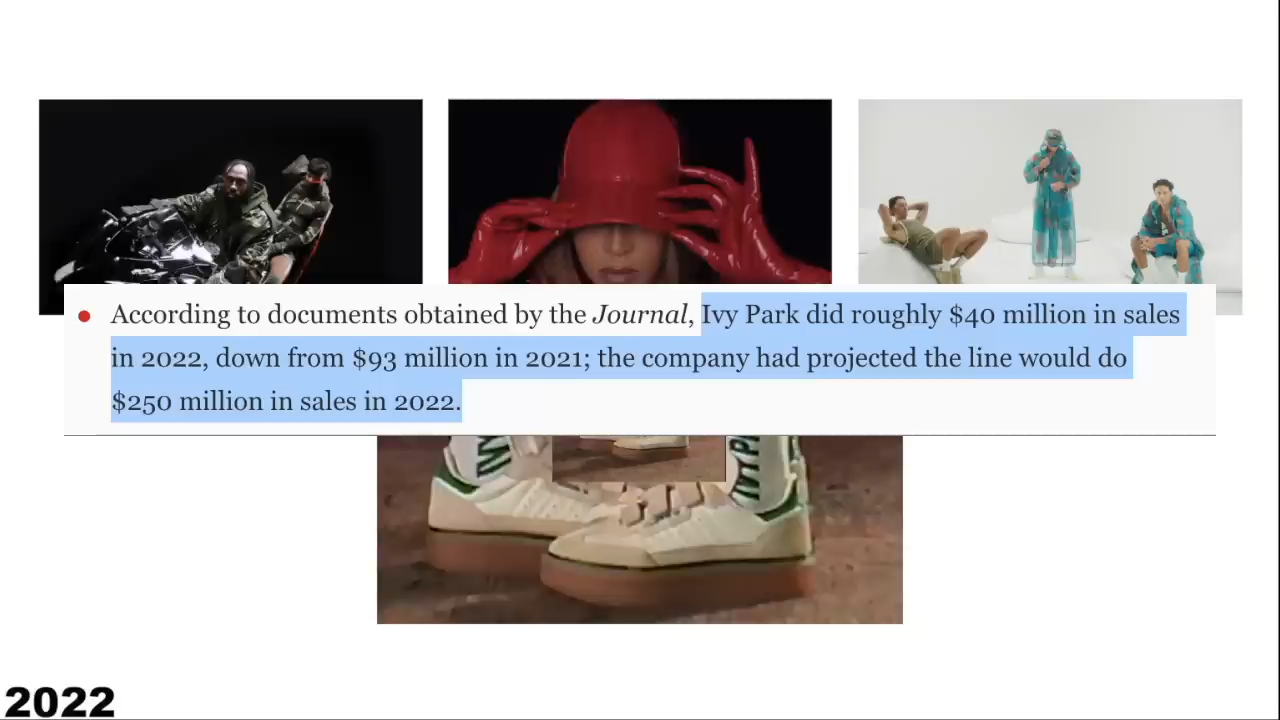 According to documents obtained by the Journal, Ivy Park did roughly $40 million in sales
in 2022, down from $93 million in 2021; the company had projected the line would do
$250 million in sales in 2022.
IVYP
2022